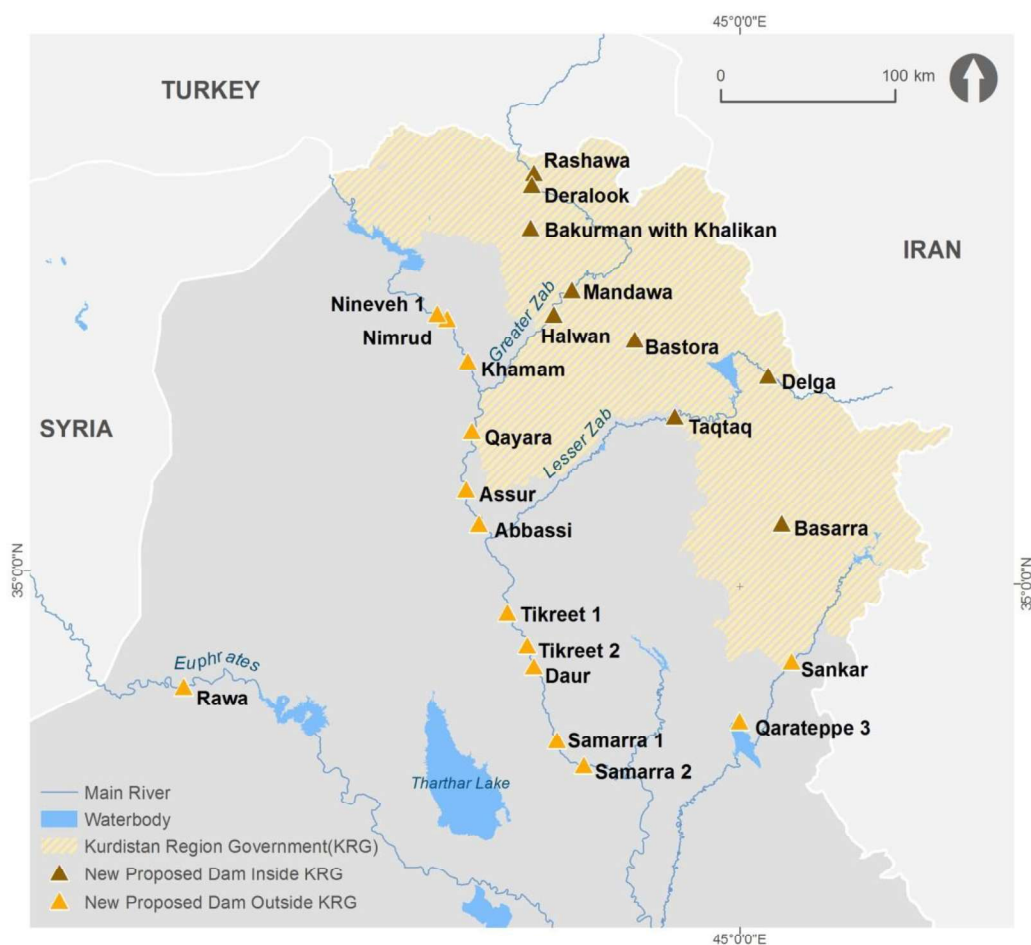 45°0'0"E
0 100 km
TURKEY
Rashawa
Deralook
Bakurman with Khalikan
IRAN
Mandawa
Nineveh 1
Greater Zab
Halwan
Nimrud
Bastora
Khamam
Delga
SYRIA
Taqtaq
Qayara
Lesser Zab
Assur
Abbassi
Basarra
35°0'0"N
35°0'0"N
Tikreet 1
Tikreet 2
Euphrates
Daur
Sankar
Rawa
Qarateppe 3
Samarra 1
Samarra 2
Tharthar Lake
Main River
Waterbody
Kurdistan Region Government(KRG)
New Proposed Dam Inside KRG
New Proposed Dam Outside KRG
45°0'0"E